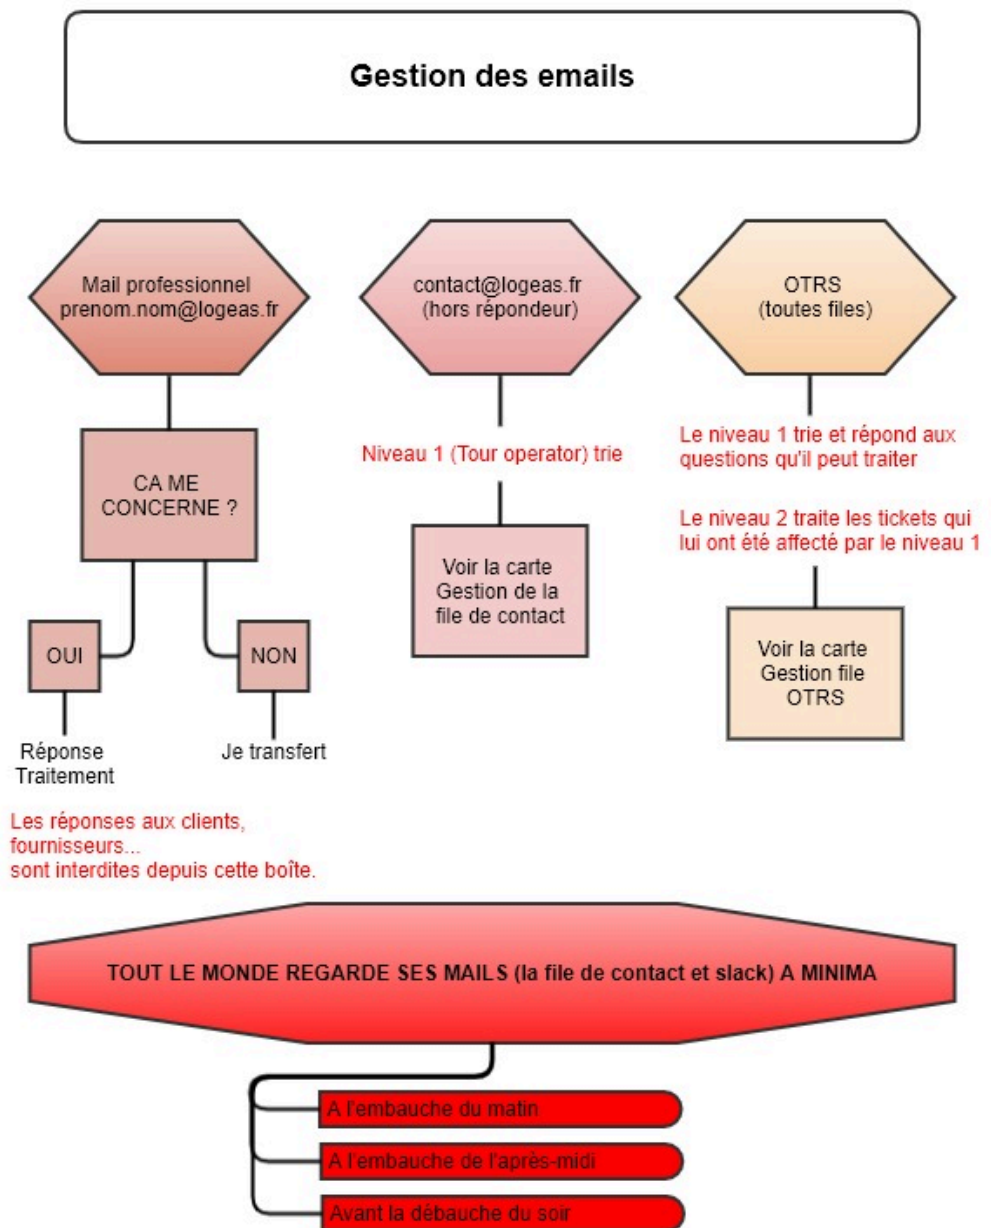 Gestion des emails
Mail professionnel
prenom.nom@logeas.fr
contact@logeas.fr
(hors répondeur)
OTRS
(toutes files)
CA ME
CONCERNE ?
OUI
NON
Réponse
Traitement
Je transfert
Les réponses aux clients,
fournisseurs...
sont interdites depuis cette boîte.
Niveau 1 (Tour operator) trie
Voir la carte
Gestion de la
file de contact
Le niveau 1 trie et répond aux
questions qu'il peut traiter
Le niveau 2 traite les tickets qui
lui ont été affecté par le niveau 1
Voir la carte
Gestion file
OTRS
TOUT LE MONDE REGARDE SES MAILS (la file de contact et slack) A MINIMA
A l'embauche du matin
A l'embauche de l'après-midi
Avant la débauche du soir